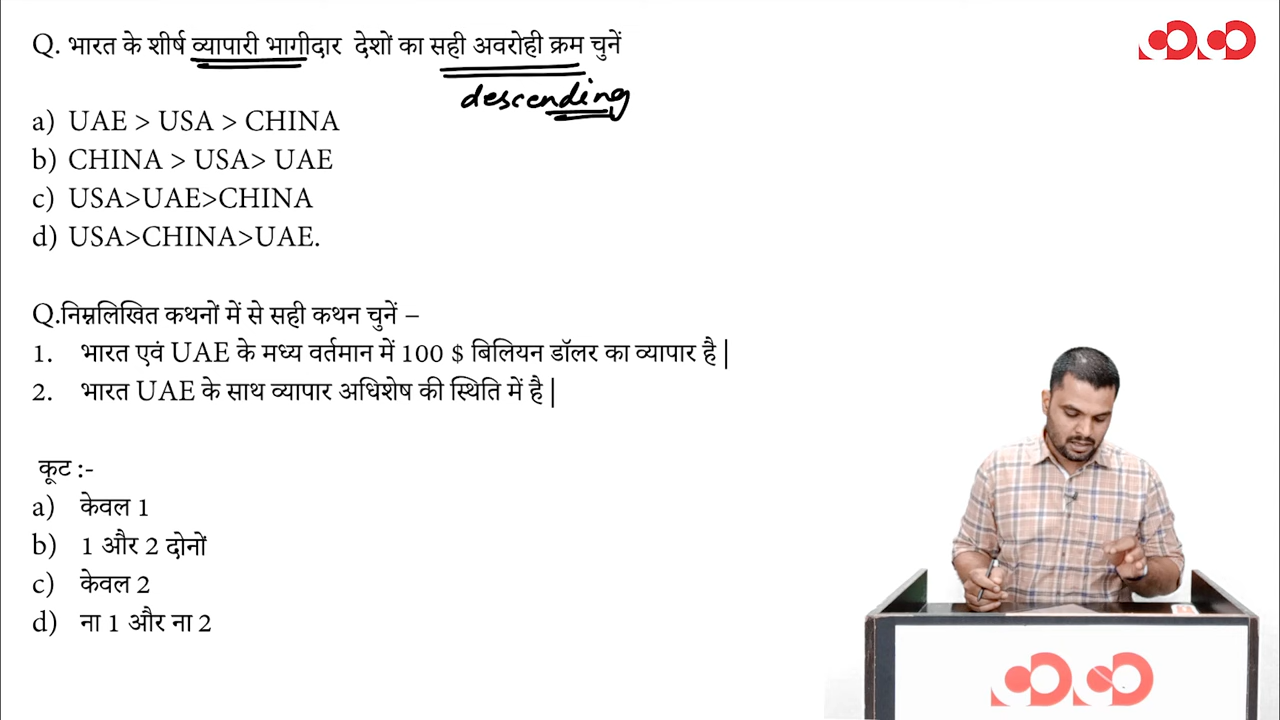 Q. भारत के शीर्ष व्यापारी भागीदार देशों का सही अवरोही क्रम चुनें
descending
a) UAE > USA > CHINA
b) CHINA > USA> UAE
c) USA>UAE>CHINA
d) USA>CHINA>UAE.
Q.निम्नलिखित कथनों में से सही कथन चुनें –
1. भारत एवं UAE के मध्य वर्तमान में 100 $ बिलियन डॉलर का व्यापार है |
2. भारत UAE के साथ व्यापार अधिशेष की स्थिति में है |
कूट :-
a) केवल 1
b) 1 और 2 दोनों
c) केवल 2
d) ना 1 और ना 2